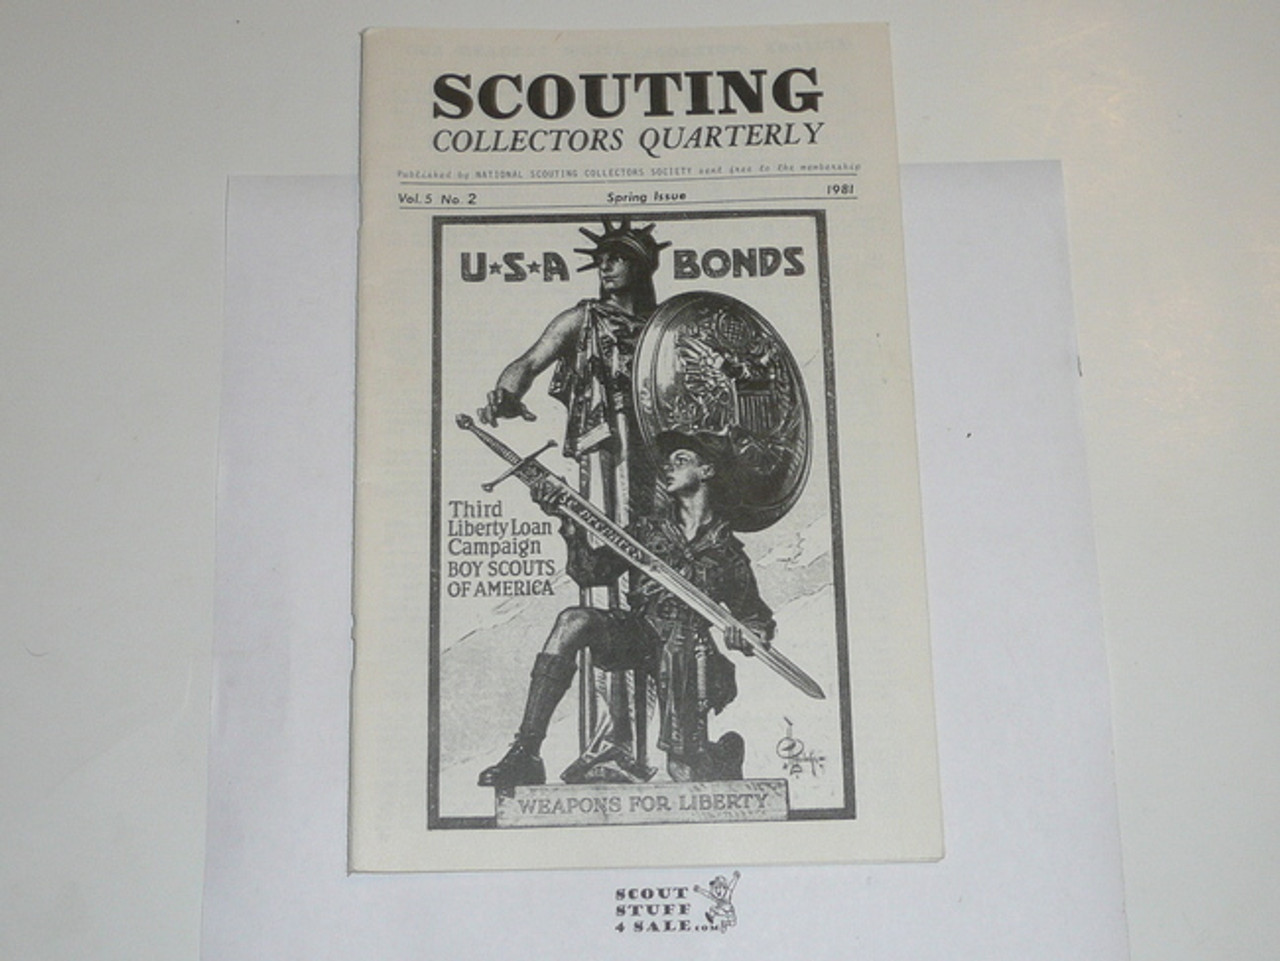 SCOUTING
COLLECTORS QUARTERLY
Published by NATIONAL SCOUTING COLLECTORS SOCIETY sent free to the membership
Vol. 5 No. 2 Spring Issue 1981
U★S★A BONDS
Third
Liberty Loan
Campaign
BOY SCOUTS
OF AMERICA
BE PREPARED
WEAPONS FOR LIBERTY
SCOUT
STUFF
4 SALE.COM